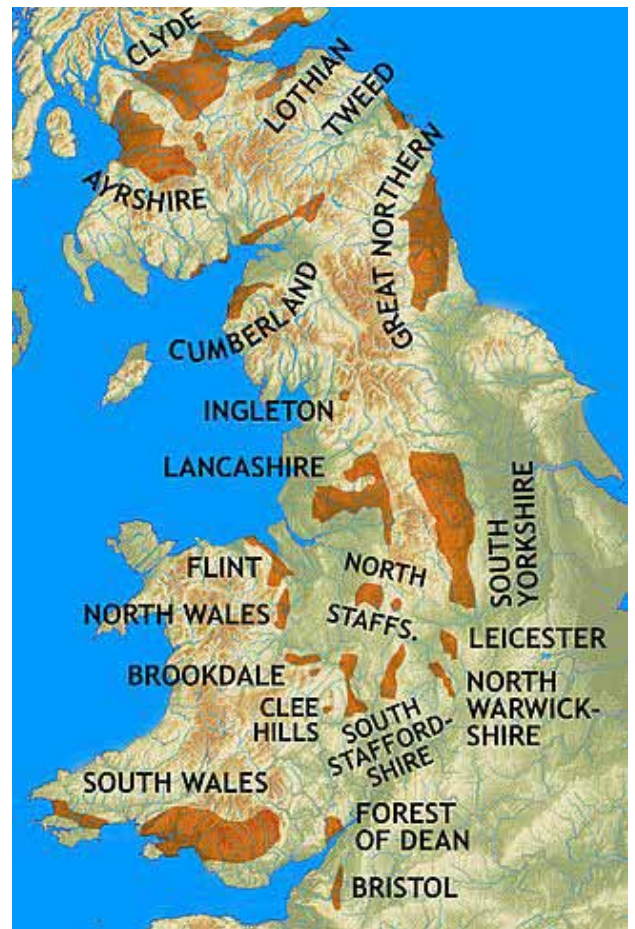 CLYDE
LOTHIAN
TWEED
AYRSHIRE
GREAT NORTHERN
CUMBERLAND
INGLETON
LANCASHIRE
SOUTH
YORKSHIRE
FLINT
NORTH
STAFFS.
NORTH WALES
LEICESTER
BROOKDALE
NORTH
WARWICK-
SHIRE
CLEE
HILLS
SOUTH
STAFFORD-
SHIRE
SOUTH WALES
FOREST
OF DEAN
BRISTOL